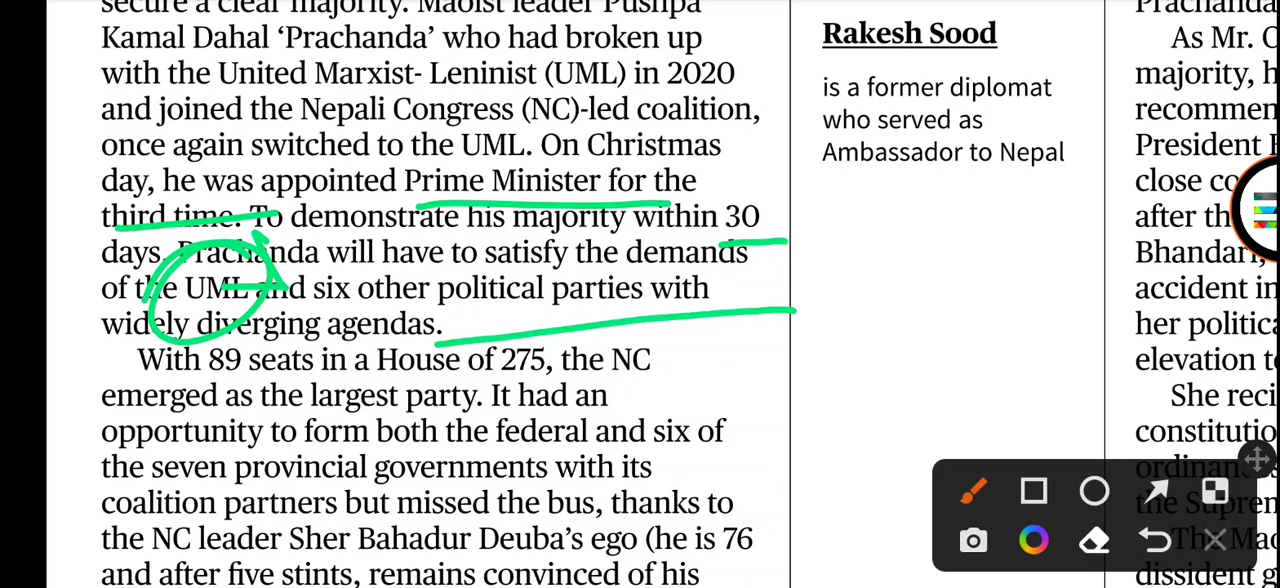 secure a clear majority. Maoist leader Pushpa
Kamal Dahal ‘Prachanda’ who had broken up
with the United Marxist- Leninist (UML) in 2020
and joined the Nepali Congress (NC)-led coalition,
once again switched to the UML. On Christmas
day, he was appointed Prime Minister for the
third time. To demonstrate his majority within 30
days, Prachanda will have to satisfy the demands
of the UML and six other political parties with
widely diverging agendas.
With 89 seats in a House of 275, the NC
emerged as the largest party. It had an
opportunity to form both the federal and six of
the seven provincial governments with its
coalition partners but missed the bus, thanks to
the NC leader Sher Bahadur Deuba’s ego (he is 76
and after five stints, remains convinced of his
Rakesh Sood
is a former diplomat
who served as
Ambassador to Nepal
Prachanda
As Mr.
majority, h
recommen
President
close co
after th
Bhandari,
accident in
her politica
elevation t
She reci
constitutio
ordinan
the Suprem
The Mao
dissident g